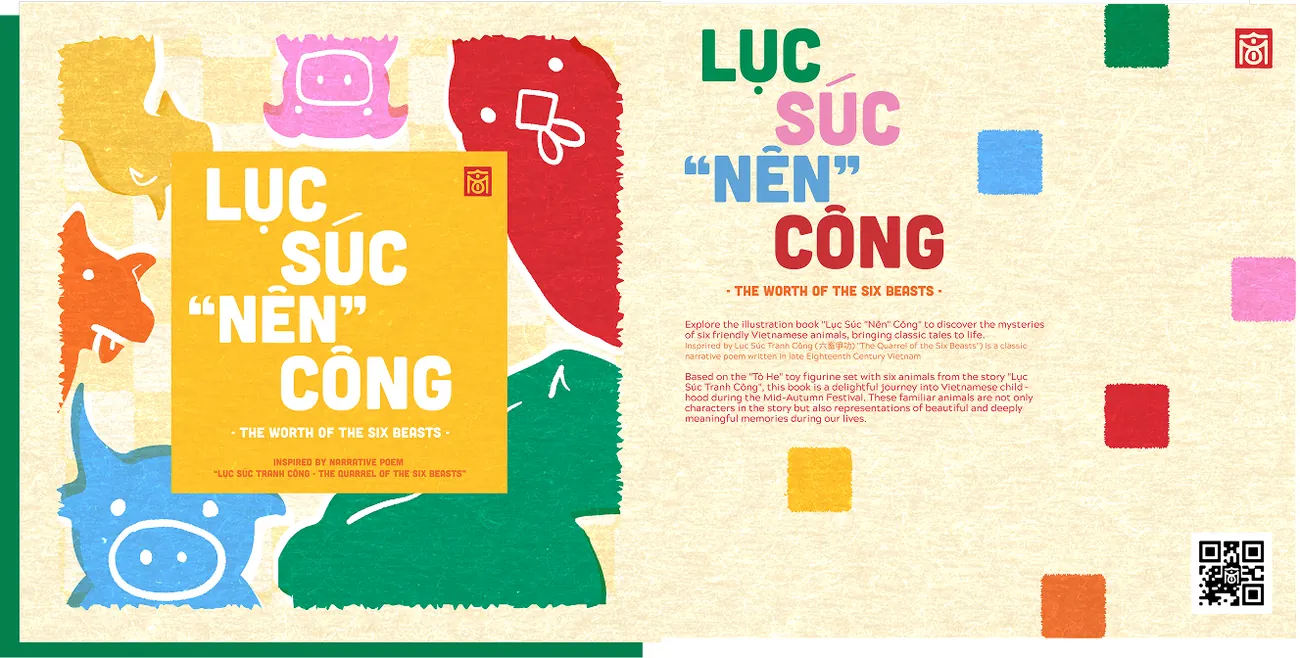 LỤC
SÚC
“NÊN”
CÔNG
- THE WORTH OF THE SIX BEASTS -
INSPIRED BY NARRATIVE POEM
“LỤC SÚC TRANH CÔNG - THE QUARREL OF THE SIX BEASTS”
LỤC
SÚC
“NÊN”
CÔNG
- THE WORTH OF THE SIX BEASTS -
Explore the illustration book "Lục Súc "Nên" Công" to discover the mysteries
of six friendly Vietnamese animals, bringing classic tales to life.
Inspired by Lục Súc Tranh Công (六畜爭功) "The Quarrel of the Six Beasts") is a classic
narrative poem written in late Eighteenth Century Vietnam
Based on the "Tò He" toy figurine set with six animals from the story "Lục
Súc Tranh Công", this book is a delightful journey into Vietnamese child -
hood during the Mid-Autumn Festival. These familiar animals are not only
characters in the story but also representations of beautiful and deeply
meaningful memories during our lives.